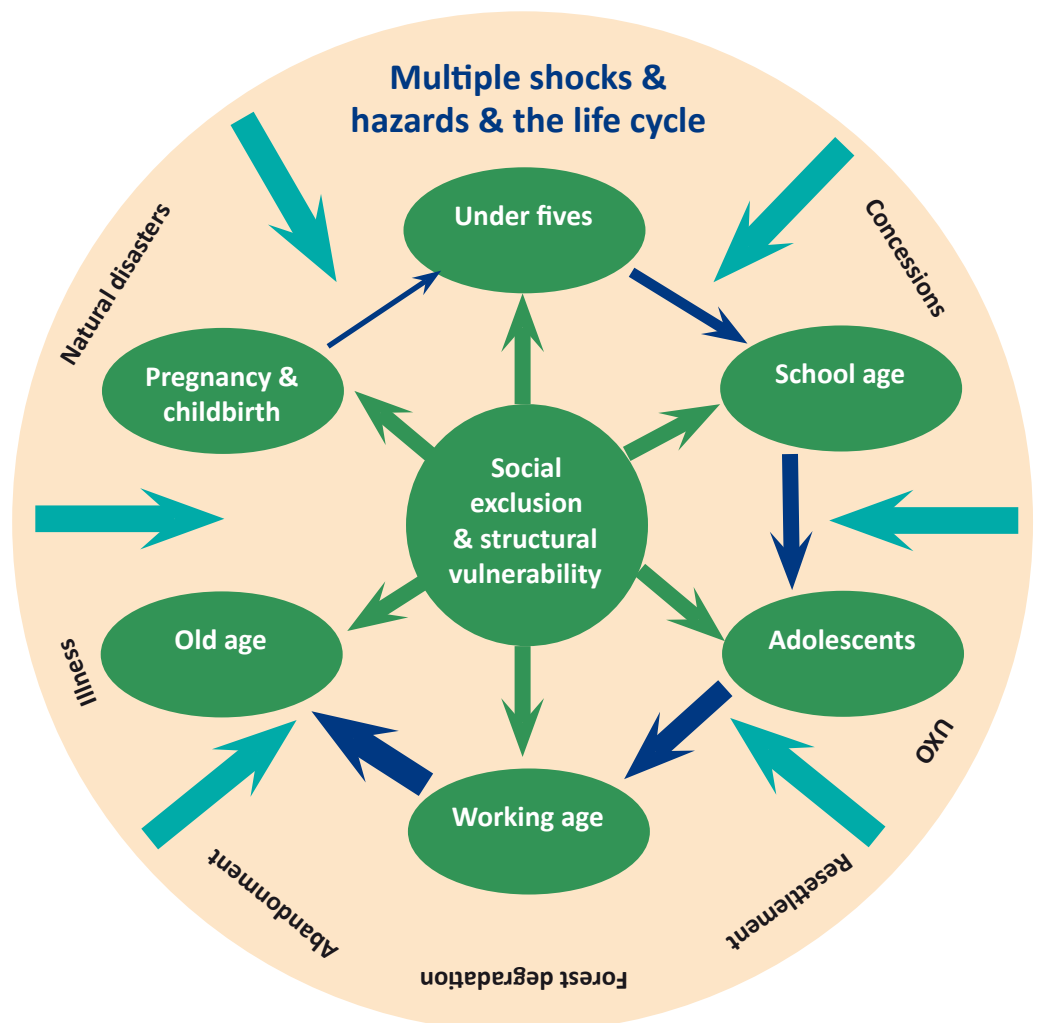 Multiple shocks &
hazards & the life cycle
Under fives
Natural disasters
Concessions
Pregnancy &
childbirth
School age
Social
exclusion
& structural
vulnerability
Old age
Adolescents
Illness
UXO
Working age
Abandonment
Resettlement
Forest degradation